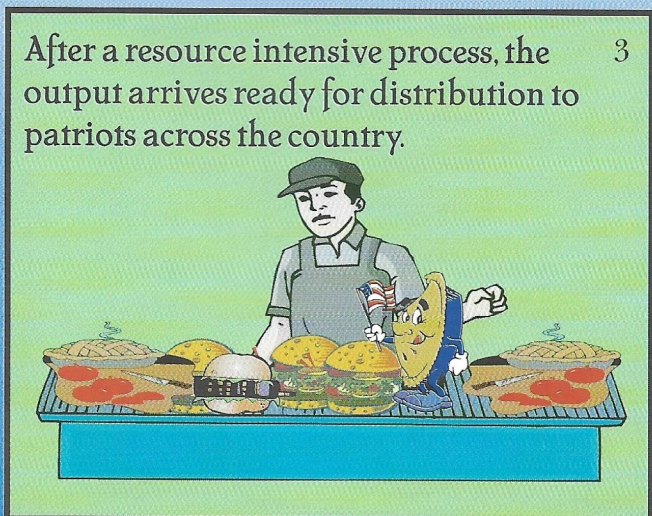 After a resource intensive process, the
3
output arrives ready for distribution to
patriots across the country.